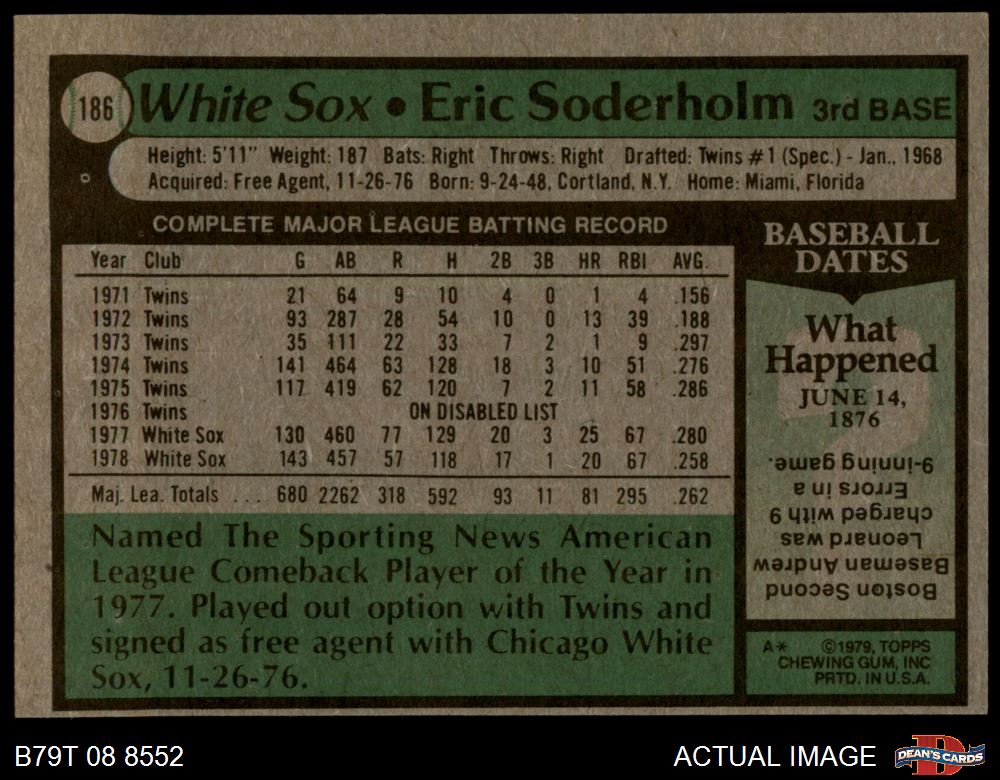 186 White Sox • Eric Soderholm 3rd BASE
Height: 5'11" Weight: 187 Bats: Right Throws: Right Drafted: Twins #1 (Spec.) - Jan., 1968
Acquired: Free Agent, 11-26-76 Born: 9-24-48, Cortland, N.Y. Home: Miami, Florida
COMPLETE MAJOR LEAGUE BATTING RECORD
Year Club G AB R H 2B 3B HR RBI AVG.
1971 Twins 21 64 9 10 4 0 1 4 .156
1972 Twins 93 287 28 54 10 0 13 39 .188
1973 Twins 35 111 22 33 7 2 1 9 .297
1974 Twins 141 464 63 128 18 3 10 51 .276
1975 Twins 117 419 62 120 7 2 11 58 .286
1976 Twins ON DISABLED LIST
1977 White Sox 130 460 77 129 20 3 25 67 .280
1978 White Sox 143 457 57 118 17 1 20 67 .258
Maj. Lea. Totals ... 680 2262 318 592 93 11 81 295 .262
Named The Sporting News American
League Comeback Player of the Year in
1977. Played out option with Twins and
signed as free agent with Chicago White
Sox, 11-26-76.
BASEBALL
DATES
What
Happened
JUNE 14,
1876
Boston Second
Baseman Andrew
Leonard was
charged with 9
Errors in a
9-inning game.
A* ©1979, TOPPS
CHEWING GUM, INC
PRTD. IN U.S.A.
B79T 08 8552
ACTUAL IMAGE
D
DEAN'S CARDS